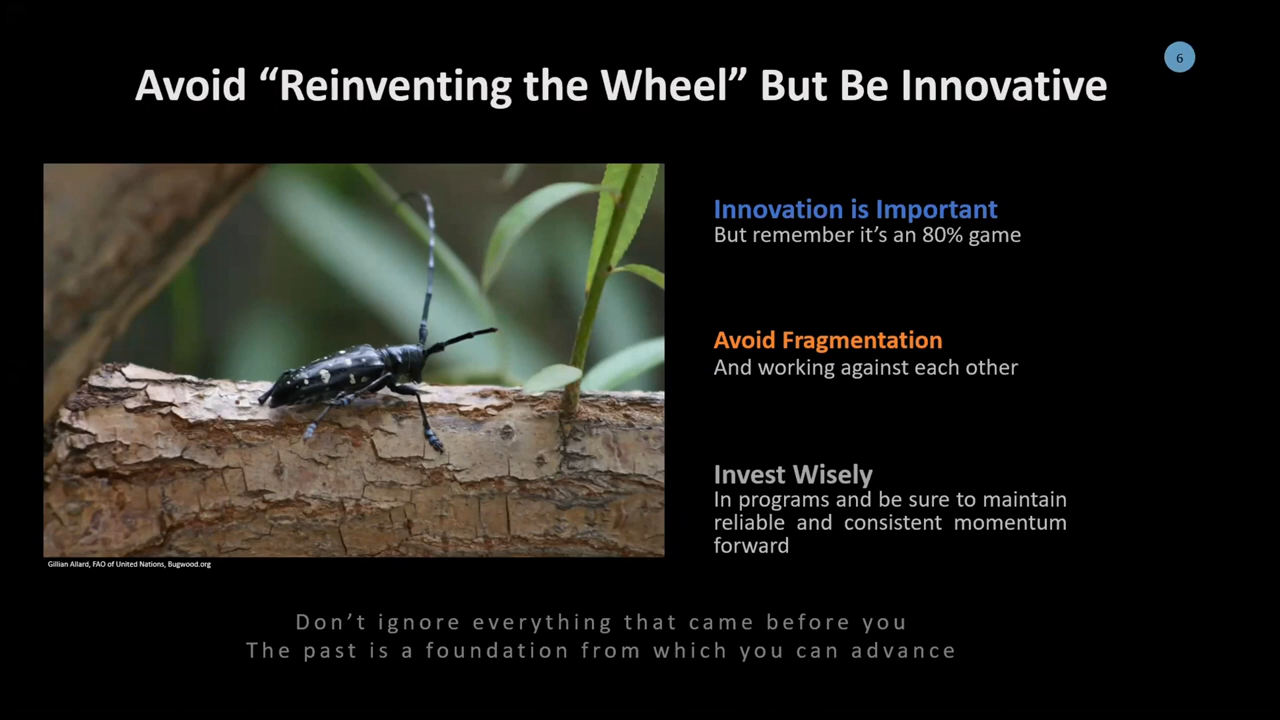 6
Avoid “Reinventing the Wheel” But Be Innovative
Innovation is Important
But remember it’s an 80% game
Avoid Fragmentation
And working against each other
Invest Wisely
In programs and be sure to maintain
reliable and consistent momentum
forward
Gillian Allard, FAO of United Nations, Bugwood.org
Don’t ignore everything that came before you
The past is a foundation from which you can advance